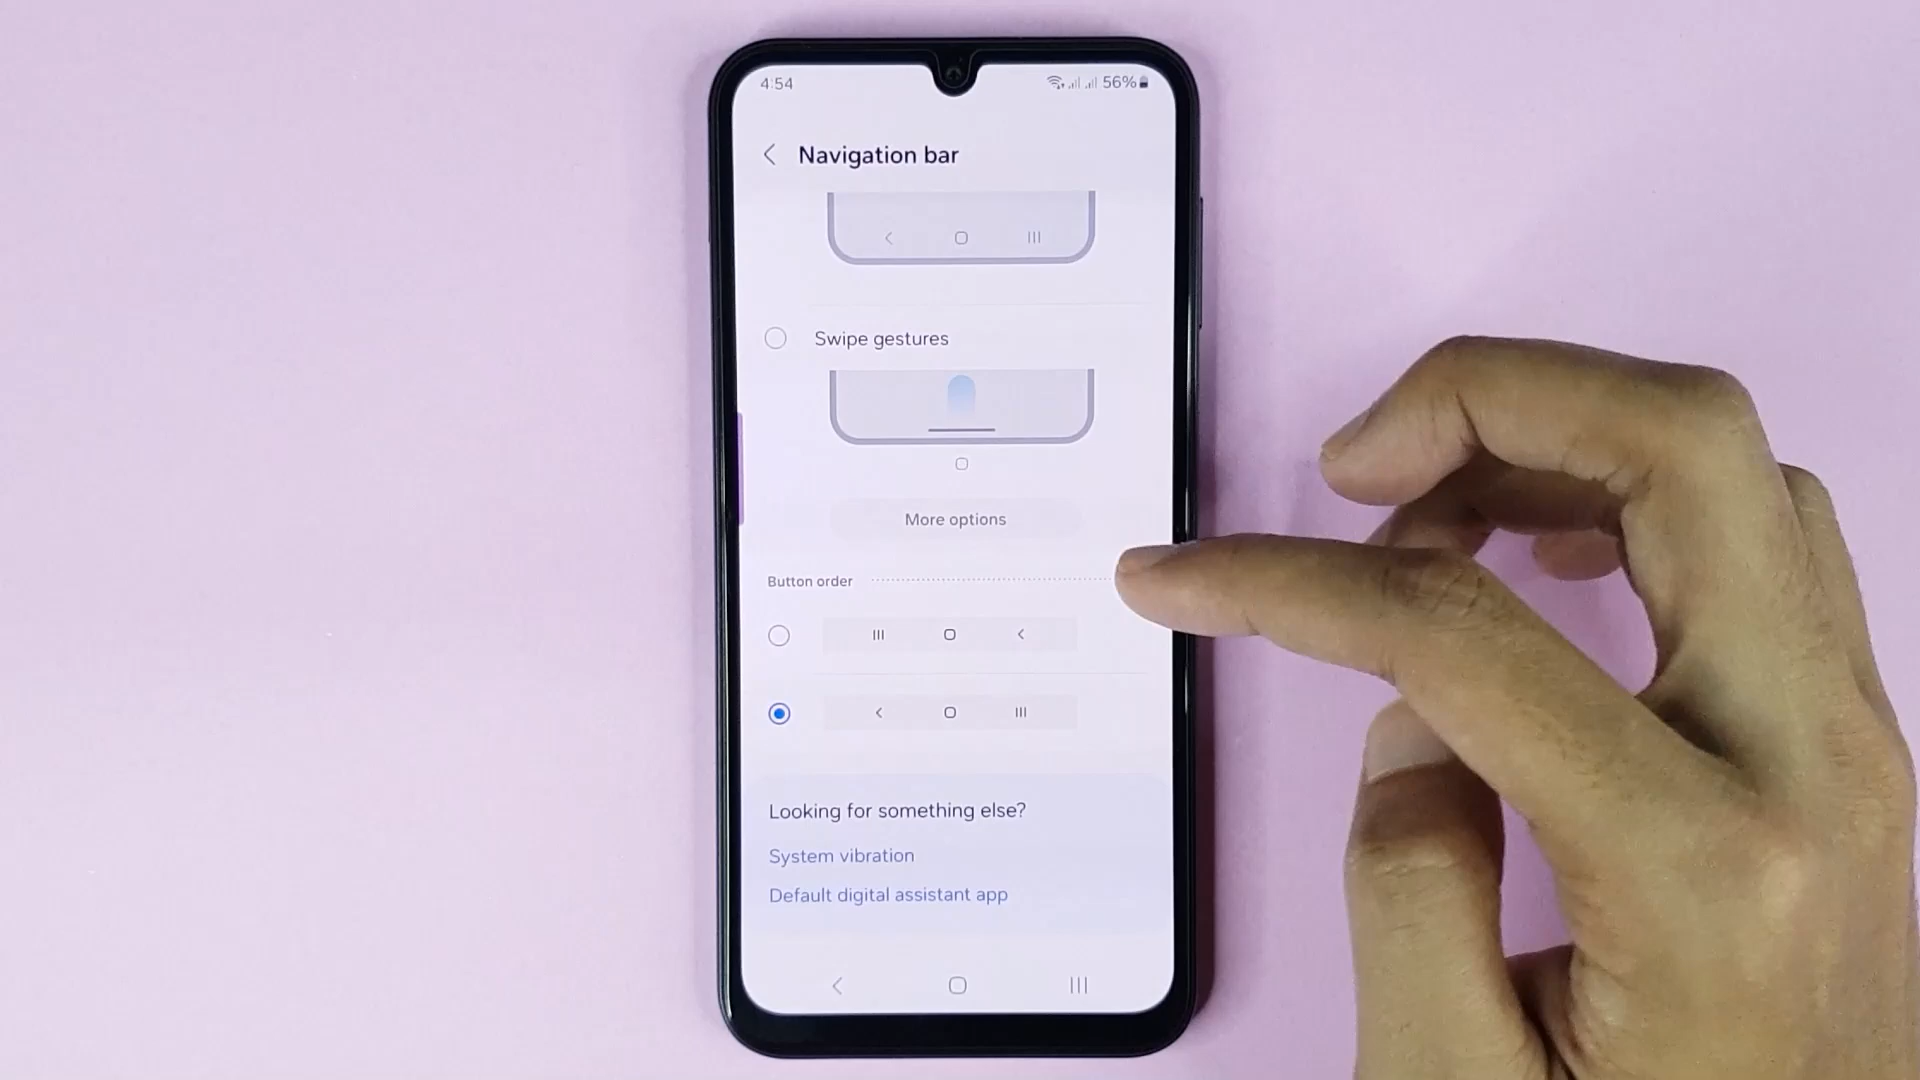 4:54
56%
Navigation bar
Swipe gestures
More options
Button order
Looking for something else?
System vibration
Default digital assistant app